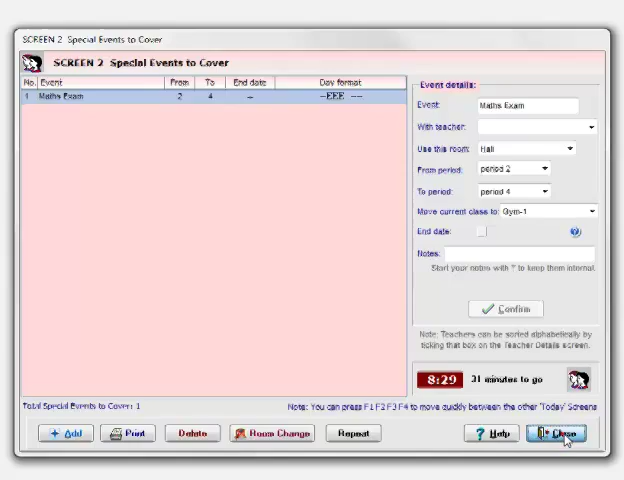 SCREEN 2 Special Events to Cover
SCREEN 2 Special Events to Cover
No. Event From To End date Day format
1 Maths Exam 2 4 -- --EEE ---
Event details:
Event: Maths Exam
With teacher:
Use this room: Hall
From period: period 2
To period: period 4
Move current class to: Gym-1
End date:
Notes:
Start your notes with * to keep them internal.
Confirm
Note: Teachers can be sorted alphabetically by
ticking that box on the Teacher Details screen.
8:29 31 minutes to go
Total Special Events to Cover: 1
Note: You can press F1 F2 F3 F4 to move quickly between the other 'Today' Screens
Add Print Delete Room Change Repeat ? Help Close